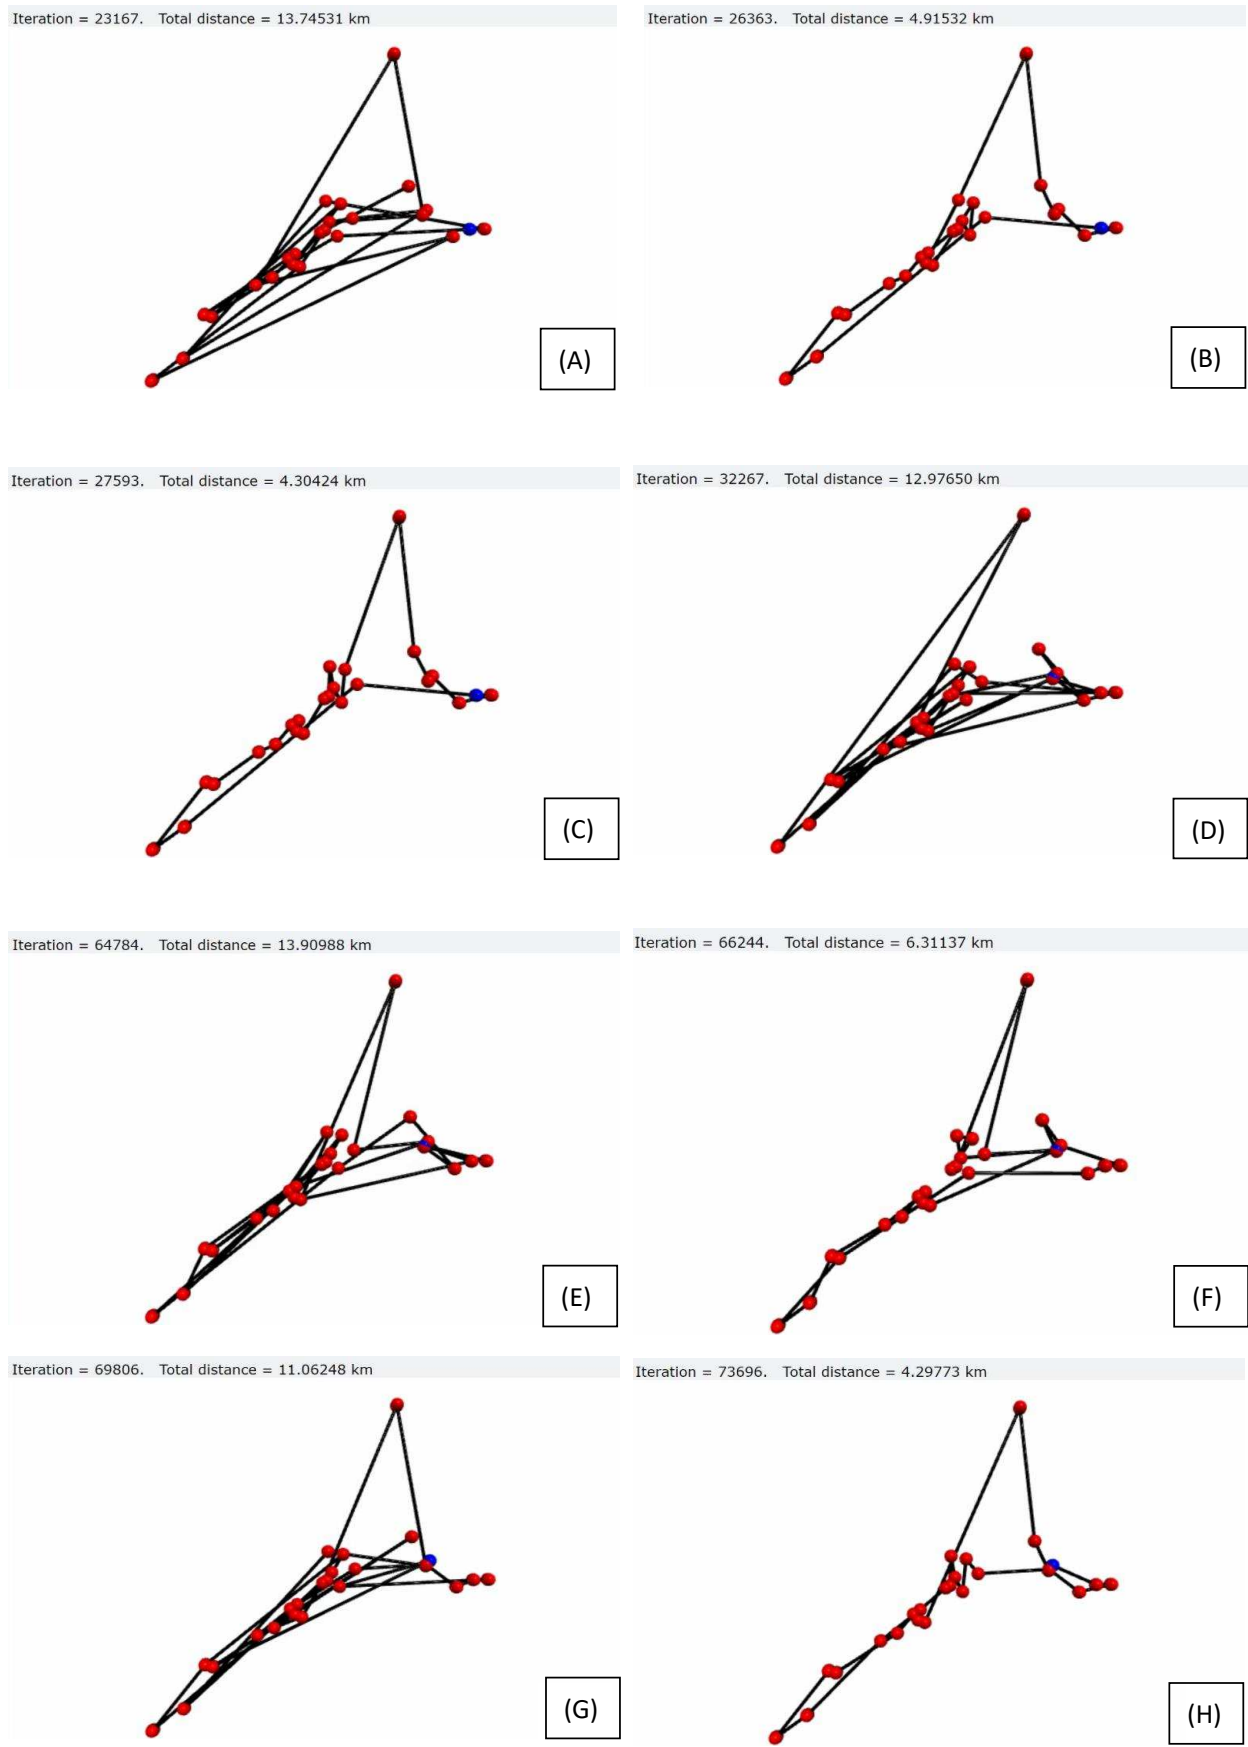 Iteration = 23167. Total distance = 13.74531 km
(A)
Iteration = 26363. Total distance = 4.91532 km
(B)
Iteration = 27593. Total distance = 4.30424 km
(C)
Iteration = 32267. Total distance = 12.97650 km
(D)
Iteration = 64784. Total distance = 13.90988 km
(E)
Iteration = 66244. Total distance = 6.31137 km
(F)
Iteration = 69806. Total distance = 11.06248 km
(G)
Iteration = 73696. Total distance = 4.29773 km
(H)